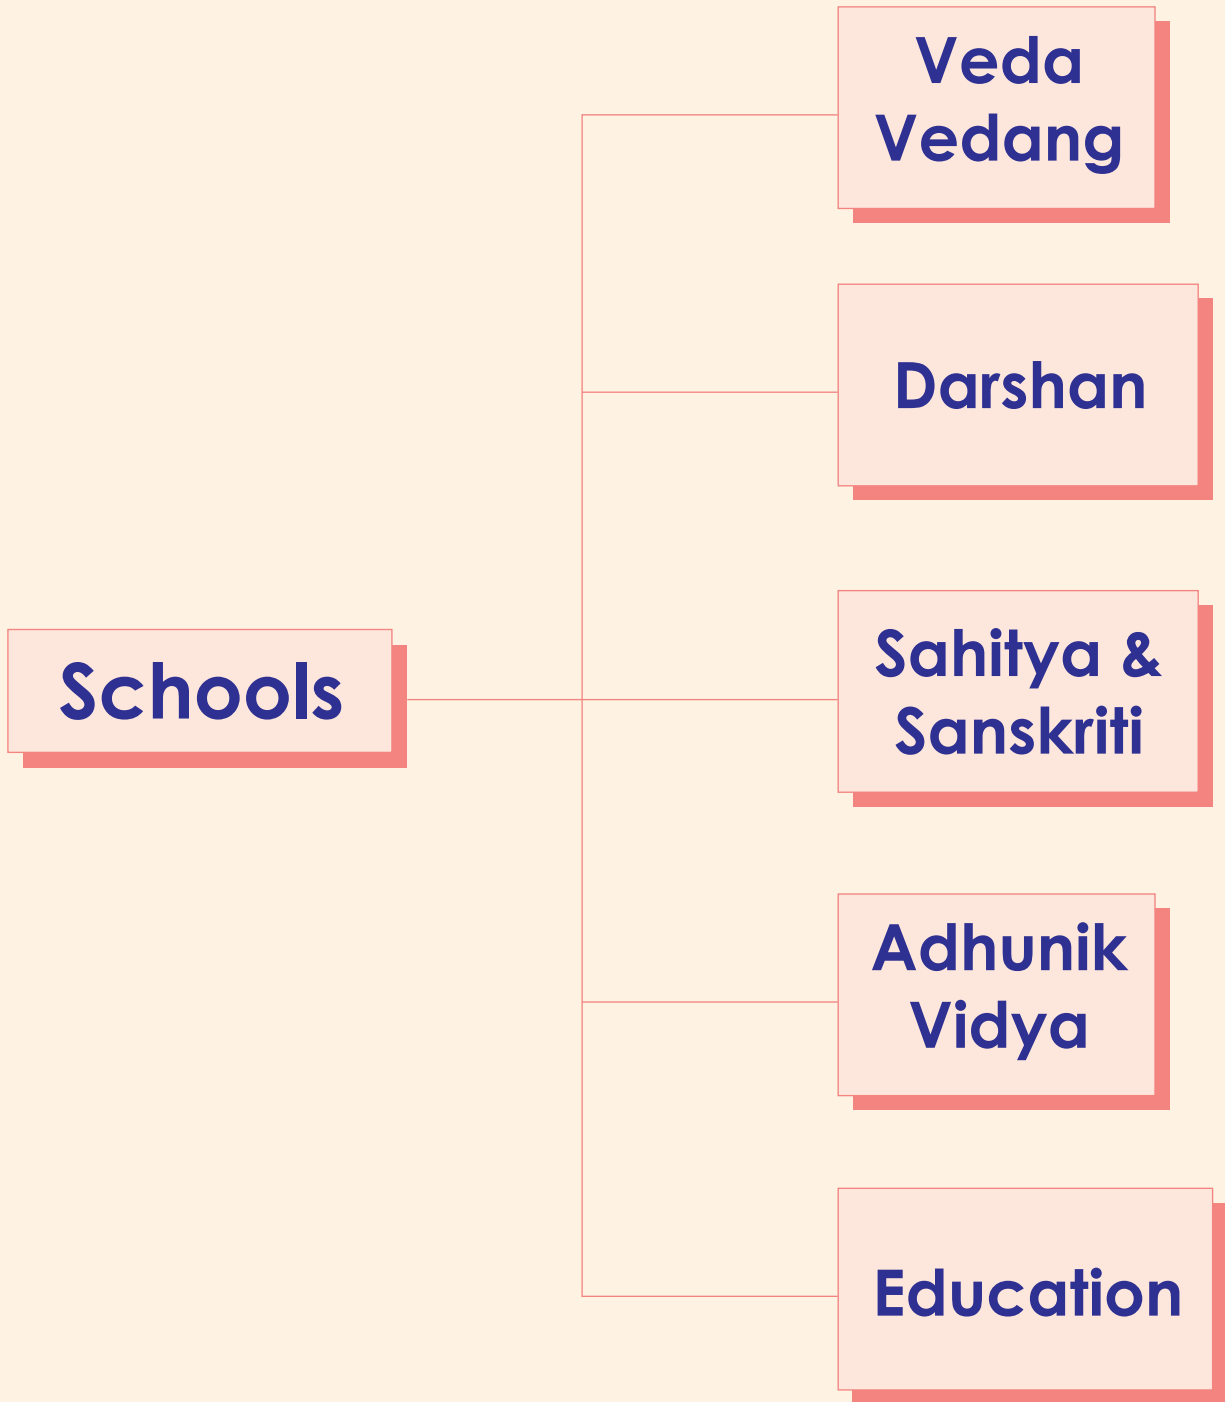 Schools
Veda
Vedang
Darshan
Sahitya &
Sanskriti
Adhunik
Vidya
Education